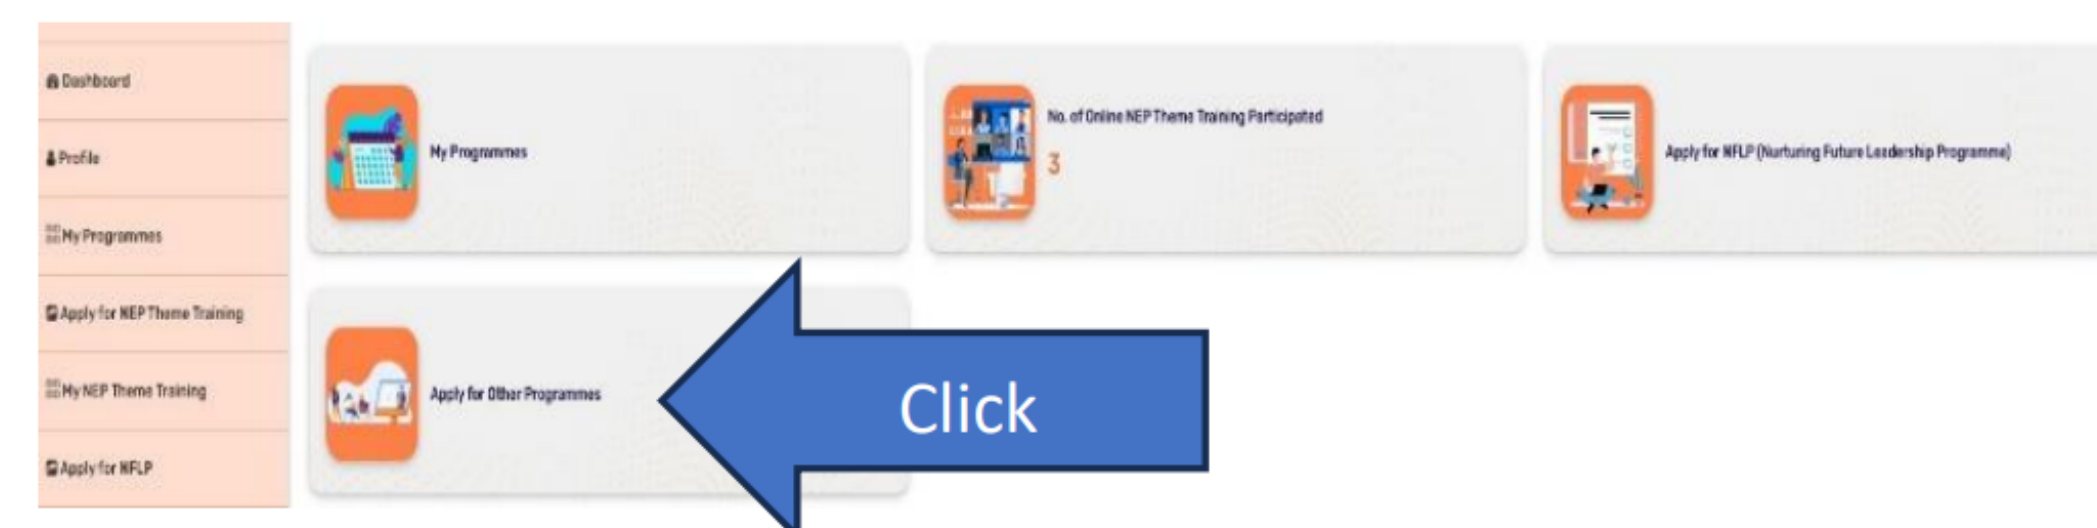 Dashboard
Profile
My Programmes
Apply for NEP Theme Training
My NEP Theme Training
Apply for NFLP
My Programmes
No. of Online NEP Theme Training Participated
3
Apply for NFLP (Nurturing Future Leadership Programme)
Apply for Other Programmes
Click